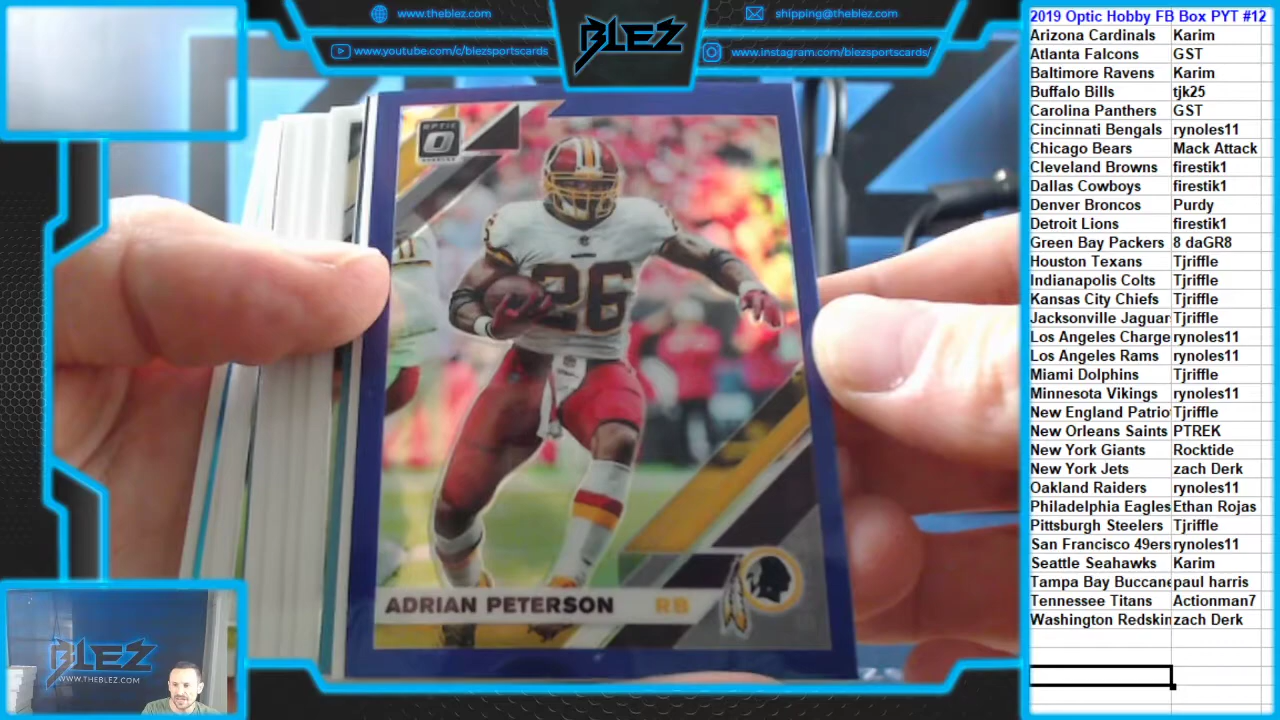 www.theblez.com
shipping@theblez.com
BLEZ
www.youtube.com/c/blezsportscards
www.instagram.com/blezsportscards/
OPTIC
26
ADRIAN PETERSON RB
BLEZ
WWW.THEBLEZ.COM
2019 Optic Hobby FB Box PYT #12
Arizona Cardinals Karim
Atlanta Falcons GST
Baltimore Ravens Karim
Buffalo Bills tjk25
Carolina Panthers GST
Cincinnati Bengals rynoles11
Chicago Bears Mack Attack
Cleveland Browns firestik1
Dallas Cowboys firestik1
Denver Broncos Purdy
Detroit Lions firestik1
Green Bay Packers 8 daGR8
Houston Texans Tjriffle
Indianapolis Colts Tjriffle
Kansas City Chiefs Tjriffle
Jacksonville Jaguar Tjriffle
Los Angeles Charge rynoles11
Los Angeles Rams rynoles11
Miami Dolphins Tjriffle
Minnesota Vikings rynoles11
New England Patrio Tjriffle
New Orleans Saints PTREK
New York Giants Rocktide
New York Jets zach Derk
Oakland Raiders rynoles11
Philadelphia Eagles Ethan Rojas
Pittsburgh Steelers Tjriffle
San Francisco 49ers rynoles11
Seattle Seahawks Karim
Tampa Bay Buccane paul harris
Tennessee Titans Actionman7
Washington Redskin zach Derk